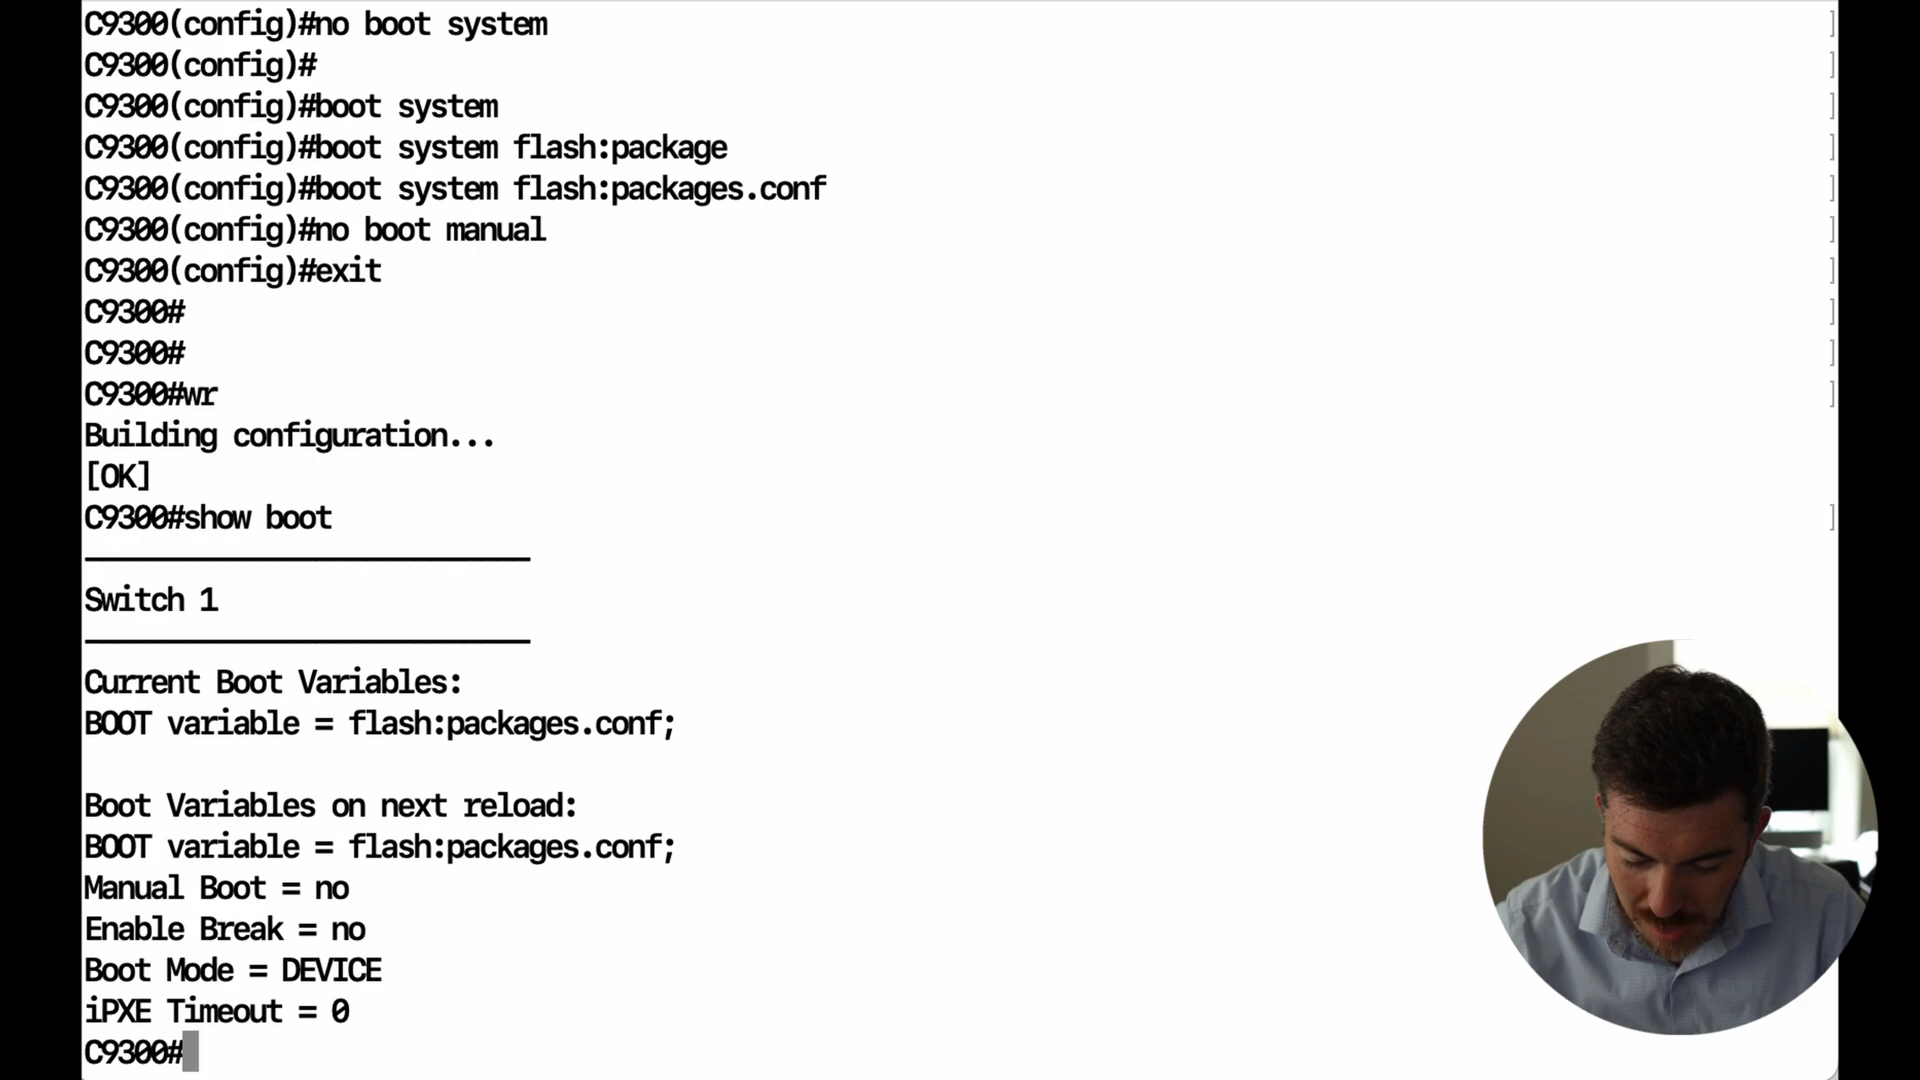 C9300(config)#no boot system
C9300(config)#
C9300(config)#boot system
C9300(config)#boot system flash:package
C9300(config)#boot system flash:packages.conf
C9300(config)#no boot manual
C9300(config)#exit
C9300#
C9300#
C9300#wr
Building configuration...
[OK]
C9300#show boot
---------------------------
Switch 1
---------------------------
Current Boot Variables:
BOOT variable = flash:packages.conf;
Boot Variables on next reload:
BOOT variable = flash:packages.conf;
Manual Boot = no
Enable Break = no
Boot Mode = DEVICE
iPXE Timeout = 0
C9300#